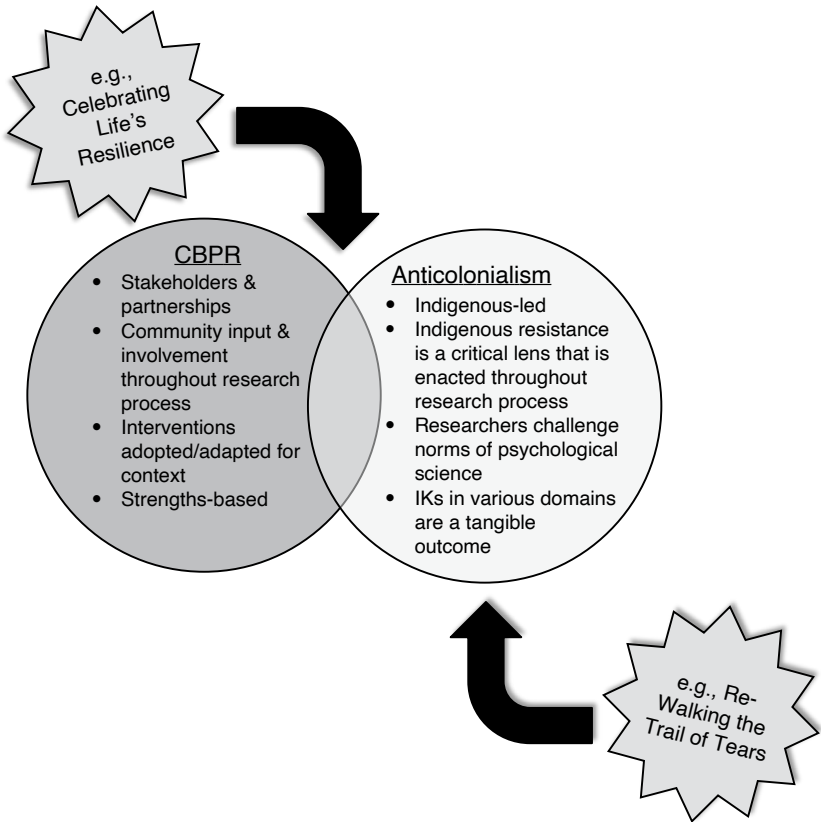 e.g.,
Celebrating
Life's
Resilience
CBPR
• Stakeholders &
partnerships
• Community input &
involvement
throughout research
process
• Interventions
adopted/adapted for
context
• Strengths-based
Anticolonialism
• Indigenous-led
• Indigenous resistance
is a critical lens that is
enacted throughout
research process
• Researchers challenge
norms of psychological
science
• IKs in various domains
are a tangible
outcome
e.g., Re-
Walking the
Trail of Tears